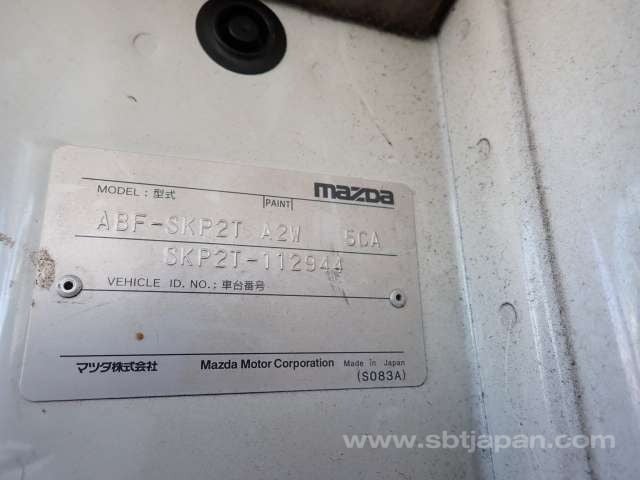 MODEL; 型式 PAINT mazda
ABF-SKP2T A2W 5CA
SKP2T-112944
VEHICLE ID. NO.; 車台番号
マツダ株式会社 Mazda Motor Corporation Made in Japan
(S083A)
www.sbtjapan.com